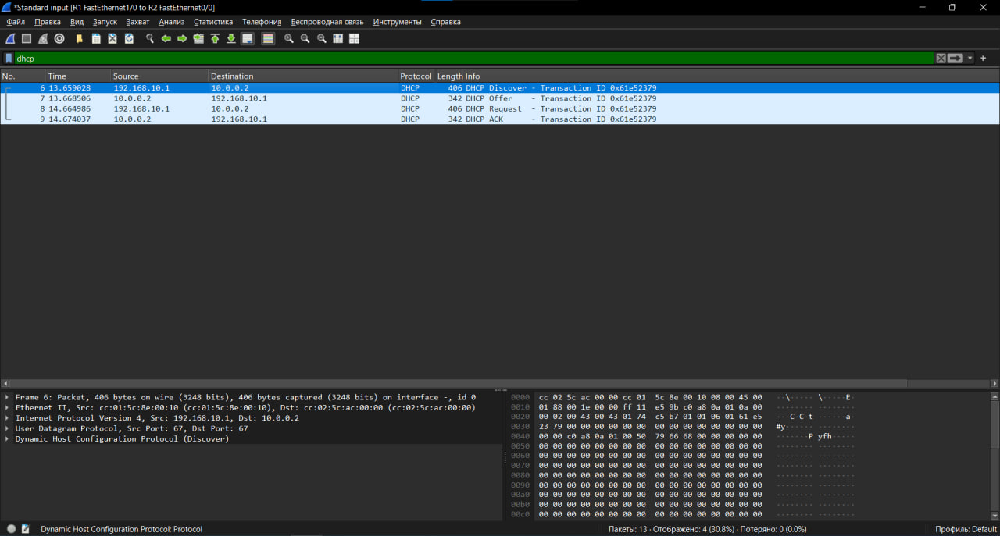 *Standard input [R1 FastEthernet1/0 to R2 FastEthernet0/0]
Файл Правка Вид Запуск Захват Анализ Статистика Телефония Беспроводная связь Инструменты Справка
dhcp
No. Time Source Destination Protocol Length Info
6 13.659028 192.168.10.1 10.0.0.2 DHCP 406 DHCP Discover - Transaction ID 0x61e52379
7 13.668506 10.0.0.2 192.168.10.1 DHCP 342 DHCP Offer - Transaction ID 0x61e52379
8 14.664986 192.168.10.1 10.0.0.2 DHCP 406 DHCP Request - Transaction ID 0x61e52379
9 14.674037 10.0.0.2 192.168.10.1 DHCP 342 DHCP ACK - Transaction ID 0x61e52379
Frame 6: Packet, 406 bytes on wire (3248 bits), 406 bytes captured (3248 bits) on interface -, id 0
Ethernet II, Src: cc:01:5c:8e:00:10 (cc:01:5c:8e:00:10), Dst: cc:02:5c:ac:00:00 (cc:02:5c:ac:00:00)
Internet Protocol Version 4, Src: 192.168.10.1, Dst: 10.0.0.2
User Datagram Protocol, Src Port: 67, Dst Port: 67
Dynamic Host Configuration Protocol (Discover)
0000 cc 02 5c ac 00 00 cc 01 5c 8e 00 10 08 00 45 00 ··\····· \·····E·
0010 01 88 00 1e 00 00 ff 11 e5 9b c0 a8 0a 01 0a 00 ········ ········
0020 00 02 00 43 00 43 01 74 c5 b7 01 01 06 01 61 e5 ···C·C·t ······a·
0030 23 79 00 00 00 00 00 00 00 00 00 00 00 00 00 00 #y······ ········
0040 00 00 c0 a8 0a 01 00 50 79 66 68 00 00 00 00 00 ·······P yfh·····
0050 00 00 00 00 00 00 00 00 00 00 00 00 00 00 00 00 ········ ········
0060 00 00 00 00 00 00 00 00 00 00 00 00 00 00 00 00 ········ ········
0070 00 00 00 00 00 00 00 00 00 00 00 00 00 00 00 00 ········ ········
0080 00 00 00 00 00 00 00 00 00 00 00 00 00 00 00 00 ········ ········
0090 00 00 00 00 00 00 00 00 00 00 00 00 00 00 00 00 ········ ········
00a0 00 00 00 00 00 00 00 00 00 00 00 00 00 00 00 00 ········ ········
00b0 00 00 00 00 00 00 00 00 00 00 00 00 00 00 00 00 ········ ········
00c0 00 00 00 00 00 00 00 00 00 00 00 00 00 00 00 00 ········ ········
Dynamic Host Configuration Protocol: Protocol
Пакеты: 13 · Отображено: 4 (30.8%) · Потеряно: 0 (0.0%)
Профиль: Default